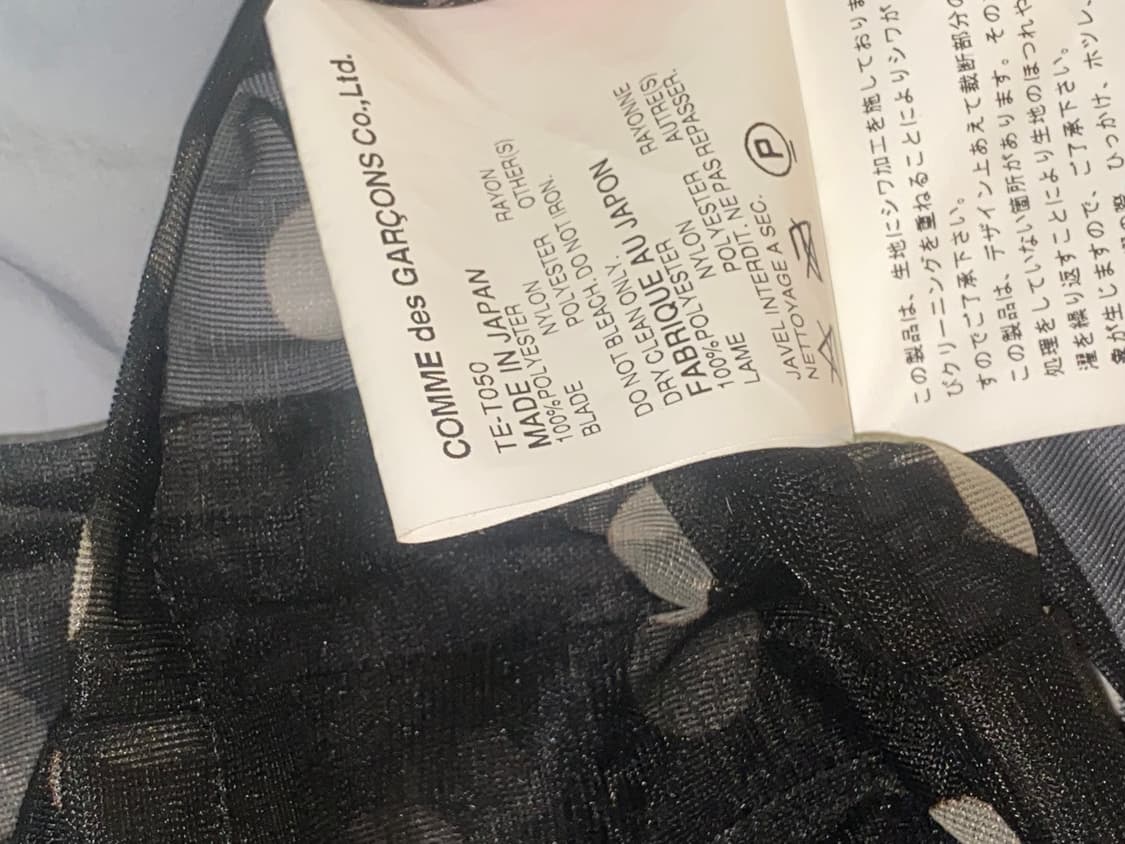 COMME des GARÇONS Co.,Ltd.
TE-T050
MADE IN JAPAN
100%POLYESTER RAYON
BLADE NYLON OTHER(S)
POLYESTER
DO NOT BLEACH. DO NOT IRON.
DRY CLEAN ONLY.
FABRIQUE AU JAPON
100%POLYESTER RAYONNE
LAME NYLON AUTRE(S)
POLYESTER
JAVEL INTERDIT. NE PAS REPASSER.
NETTOYAGE A SEC.
P
この製品は、生地にシワ加工を施しており
びクリーニングを重ねることによりシワが
すのでご了承下さい。
この製品は、デザイン上あえて裁断部分の
処理をしていない箇所があります。その
濯を繰り返すことにより生地のほつれや
象が生じますので、ご了承下さい。
ひっかけ、ホツレ、